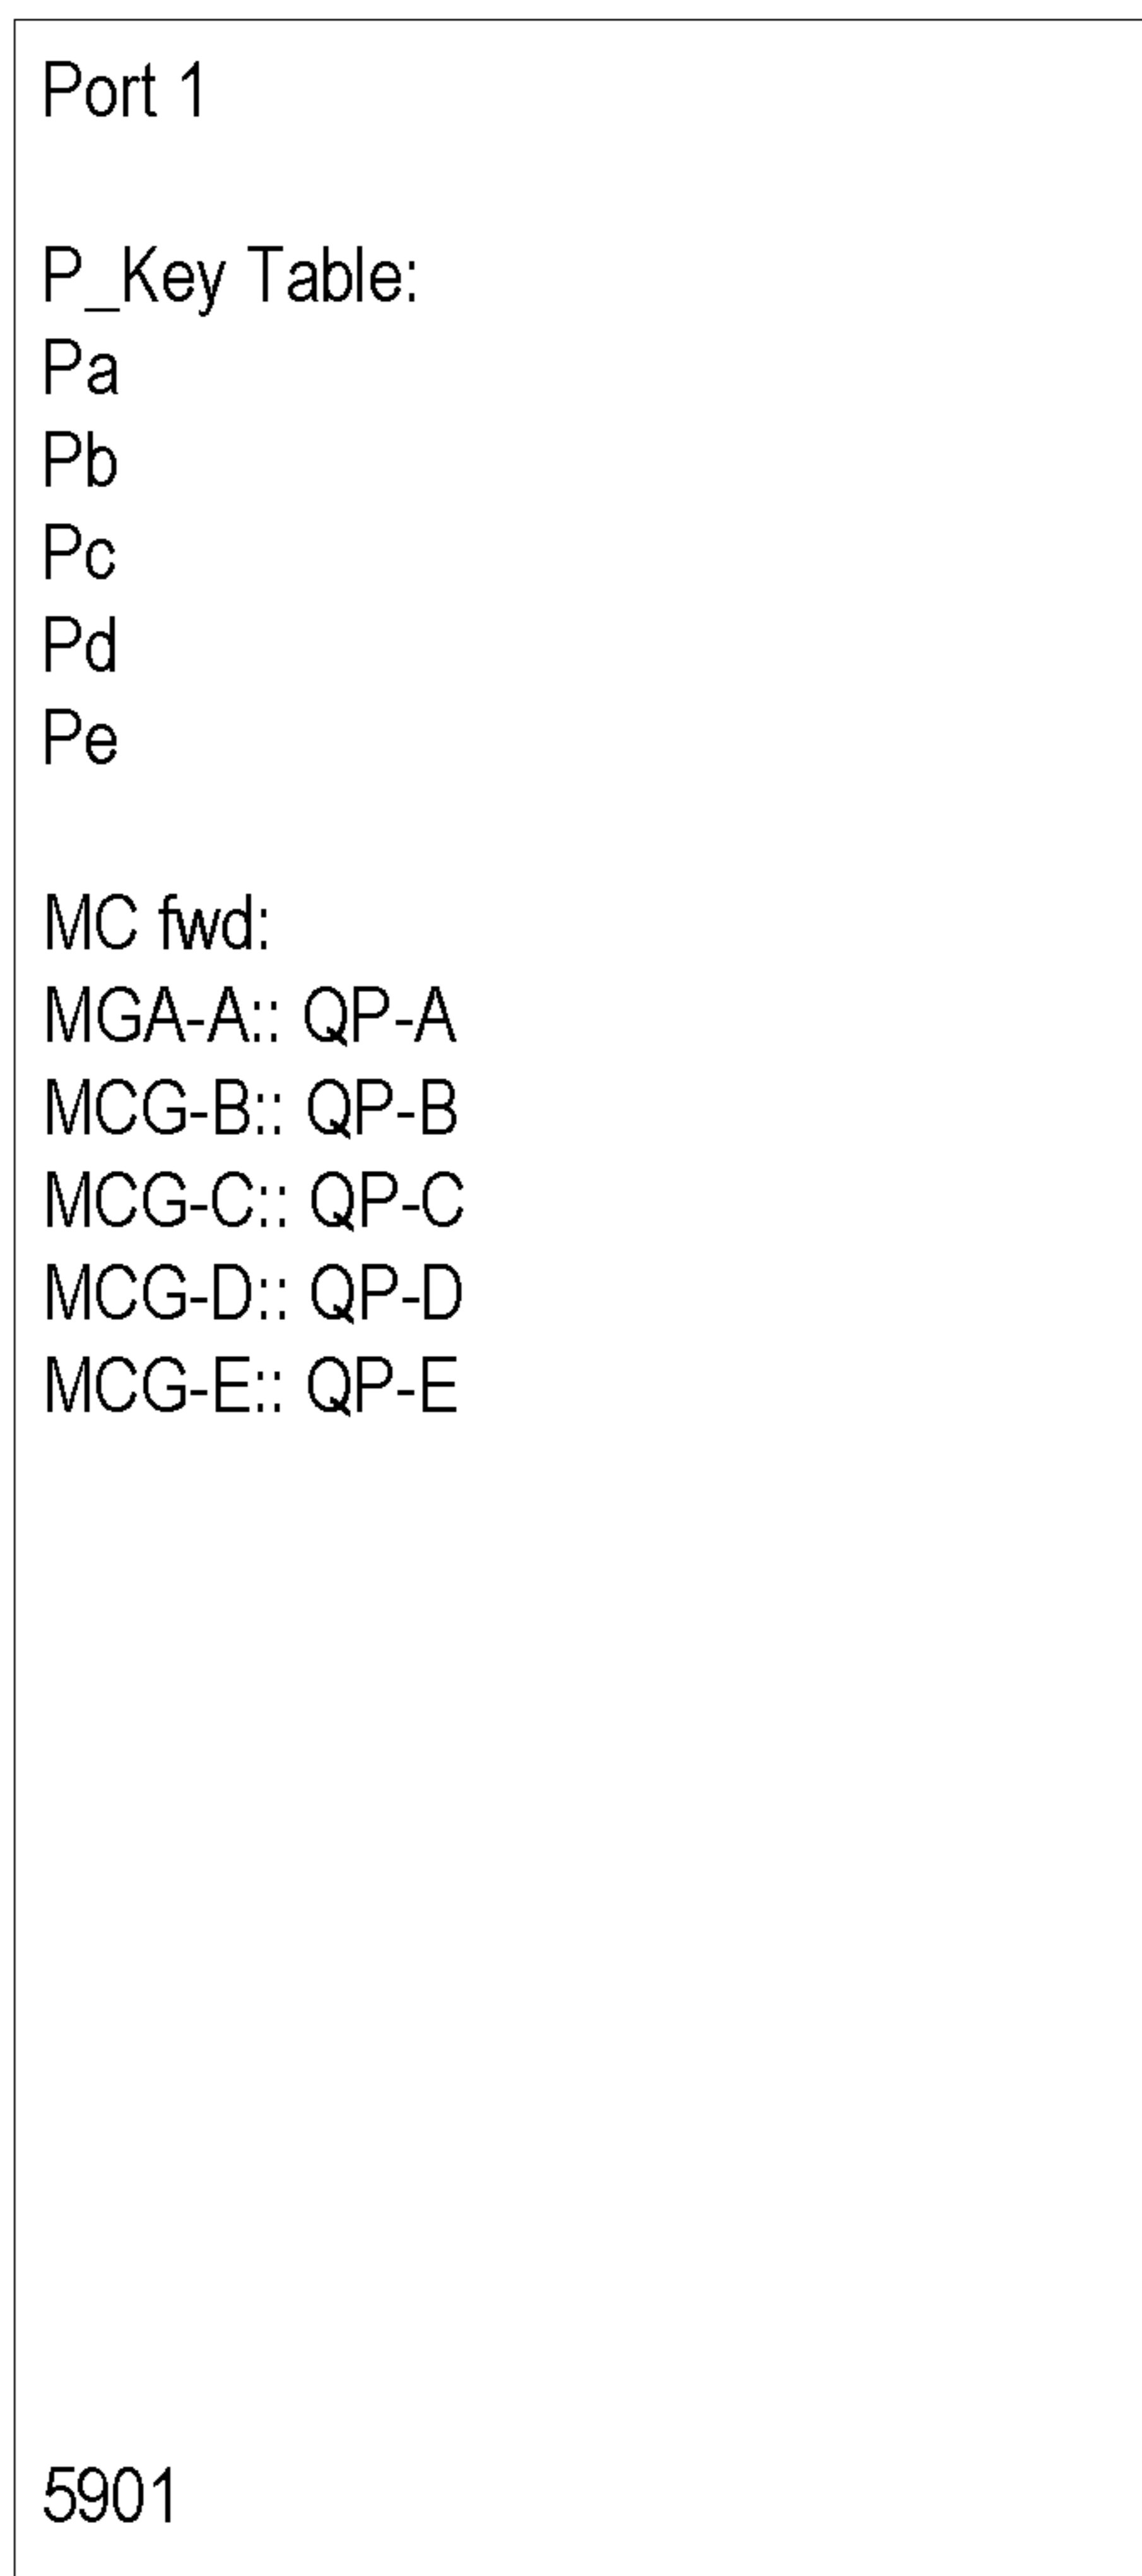 Port 1
P_Key Table:
Pa
Pb
Pc
Pd
Pe
MC fwd:
MGA-A:: QP-A
MCG-B:: QP-B
MCG-C:: QP-C
MCG-D:: QP-D
MCG-E:: QP-E
5901